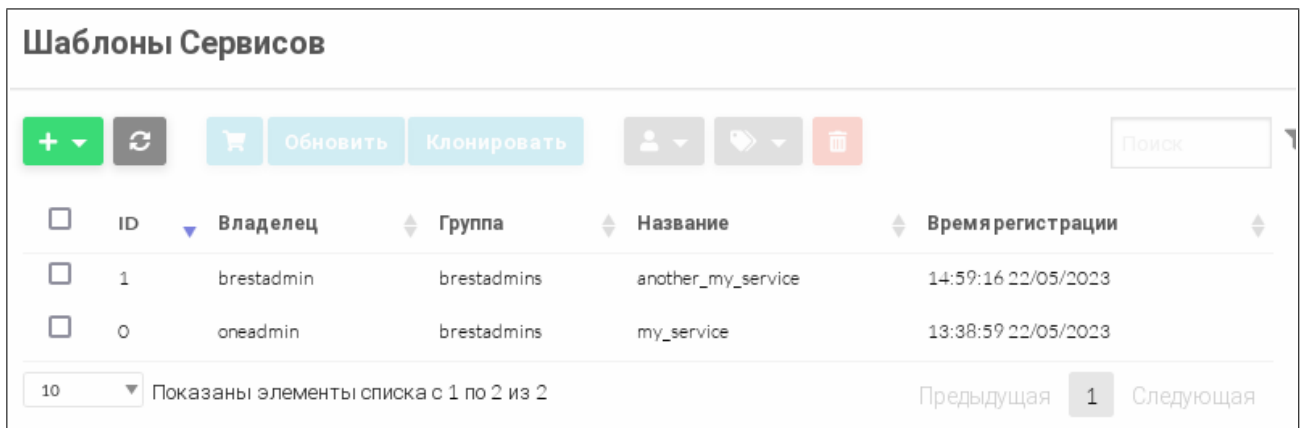 Шаблоны Сервисов
Обновить Клонировать Поиск
ID Владелец Группа Название Время регистрации
1 brestadmin brestadmins another_my_service 14:59:16 22/05/2023
0 oneadmin brestadmins my_service 13:38:59 22/05/2023
10 Показаны элементы списка с 1 по 2 из 2 Предыдущая 1 Следующая